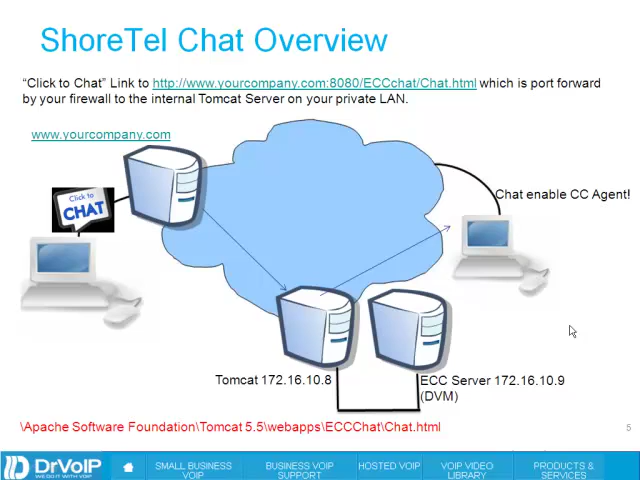 ShoreTel Chat Overview
“Click to Chat” Link to http://www.yourcompany.com:8080/ECCchat/Chat.html which is port forward
by your firewall to the internal Tomcat Server on your private LAN.
www.yourcompany.com
Chat enable CC Agent!
Click to
CHAT
Tomcat 172.16.10.8
ECC Server 172.16.10.9
(DVM)
\Apache Software Foundation\Tomcat 5.5\webapps\ECCChat\Chat.html
5
DrVoIP
WE DO IT WITH VOIP
SMALL BUSINESS
VOIP
BUSINESS VOIP
SUPPORT
HOSTED VOIP
VOIP VIDEO
LIBRARY
PRODUCTS &
SERVICES